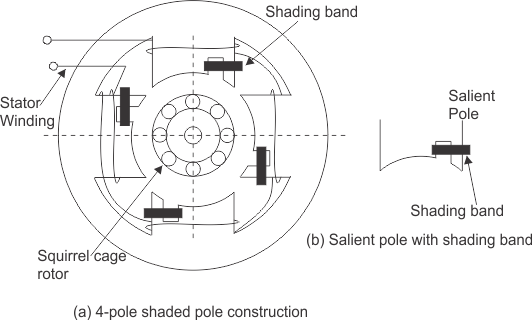 Shading band
Stator
Winding
Salient
Pole
Shading band
(b) Salient pole with shading band
Squirrel cage
rotor
(a) 4-pole shaded pole construction